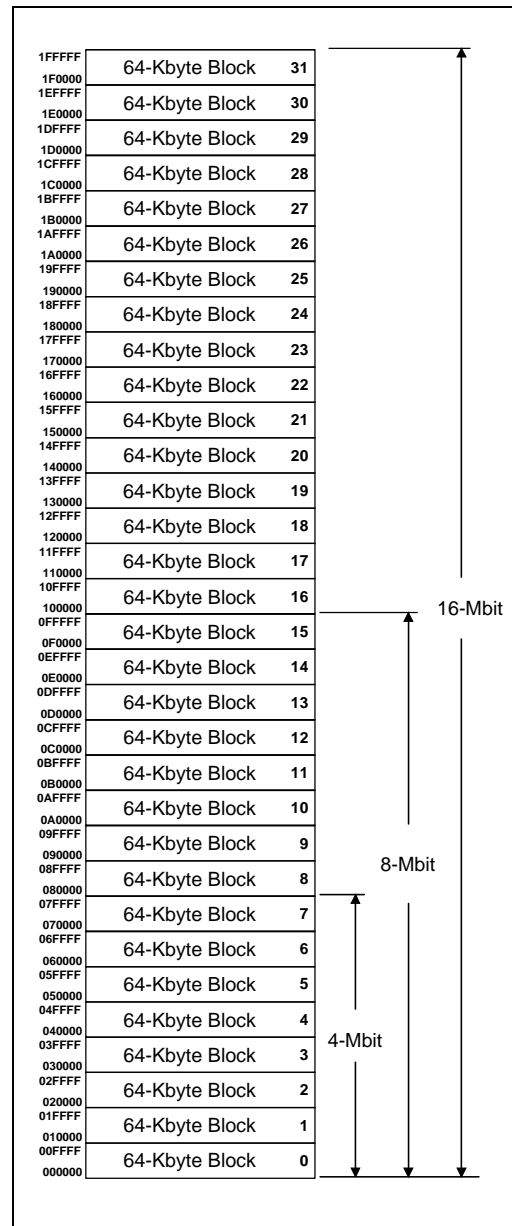 1FFFFF
64-Kbyte Block 31
1F0000
1EFFFF
64-Kbyte Block 30
1E0000
1DFFFF
64-Kbyte Block 29
1D0000
1CFFFF
64-Kbyte Block 28
1C0000
1BFFFF
64-Kbyte Block 27
1B0000
1AFFFF
64-Kbyte Block 26
1A0000
19FFFF
64-Kbyte Block 25
190000
18FFFF
64-Kbyte Block 24
180000
17FFFF
64-Kbyte Block 23
170000
16FFFF
64-Kbyte Block 22
160000
15FFFF
64-Kbyte Block 21
150000
14FFFF
64-Kbyte Block 20
140000
13FFFF
64-Kbyte Block 19
130000
12FFFF
64-Kbyte Block 18
120000
11FFFF
64-Kbyte Block 17
110000
10FFFF
64-Kbyte Block 16
100000
16-Mbit
0FFFFF
64-Kbyte Block 15
0F0000
0EFFFF
64-Kbyte Block 14
0E0000
0DFFFF
64-Kbyte Block 13
0D0000
0CFFFF
64-Kbyte Block 12
0C0000
0BFFFF
64-Kbyte Block 11
0B0000
0AFFFF
64-Kbyte Block 10
0A0000
09FFFF
64-Kbyte Block 9
090000
8-Mbit
08FFFF
64-Kbyte Block 8
080000
07FFFF
64-Kbyte Block 7
070000
06FFFF
64-Kbyte Block 6
060000
05FFFF
64-Kbyte Block 5
050000
04FFFF
64-Kbyte Block 4
040000
4-Mbit
03FFFF
64-Kbyte Block 3
030000
02FFFF
64-Kbyte Block 2
020000
01FFFF
64-Kbyte Block 1
010000
00FFFF
64-Kbyte Block 0
000000